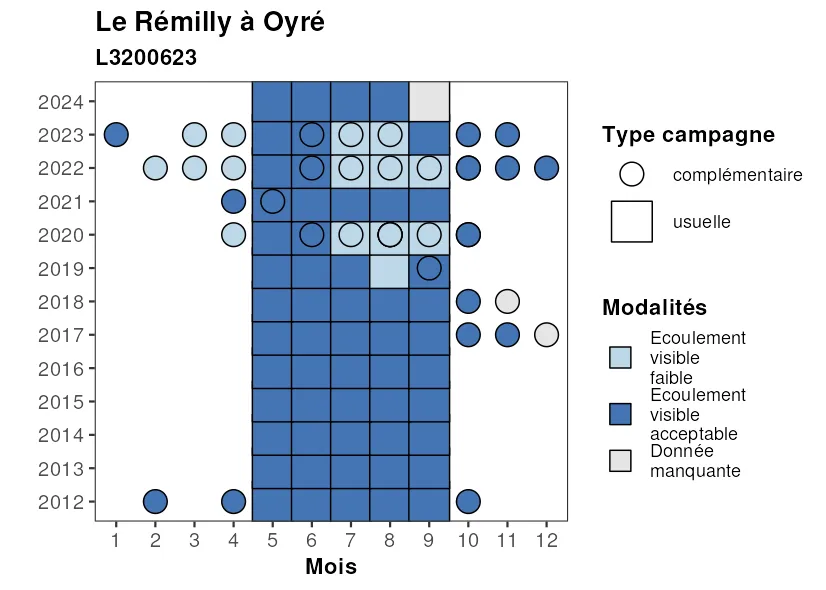 Le Rémilly à Oyré
L3200623
2024
2023
2022
2021
2020
2019
2018
2017
2016
2015
2014
2013
2012
1 2 3 4 5 6 7 8 9 10 11 12
Mois
Type campagne
complémentaire
usuelle
Modalités
Ecoulement
visible
faible
Ecoulement
visible
acceptable
Donnée
manquante